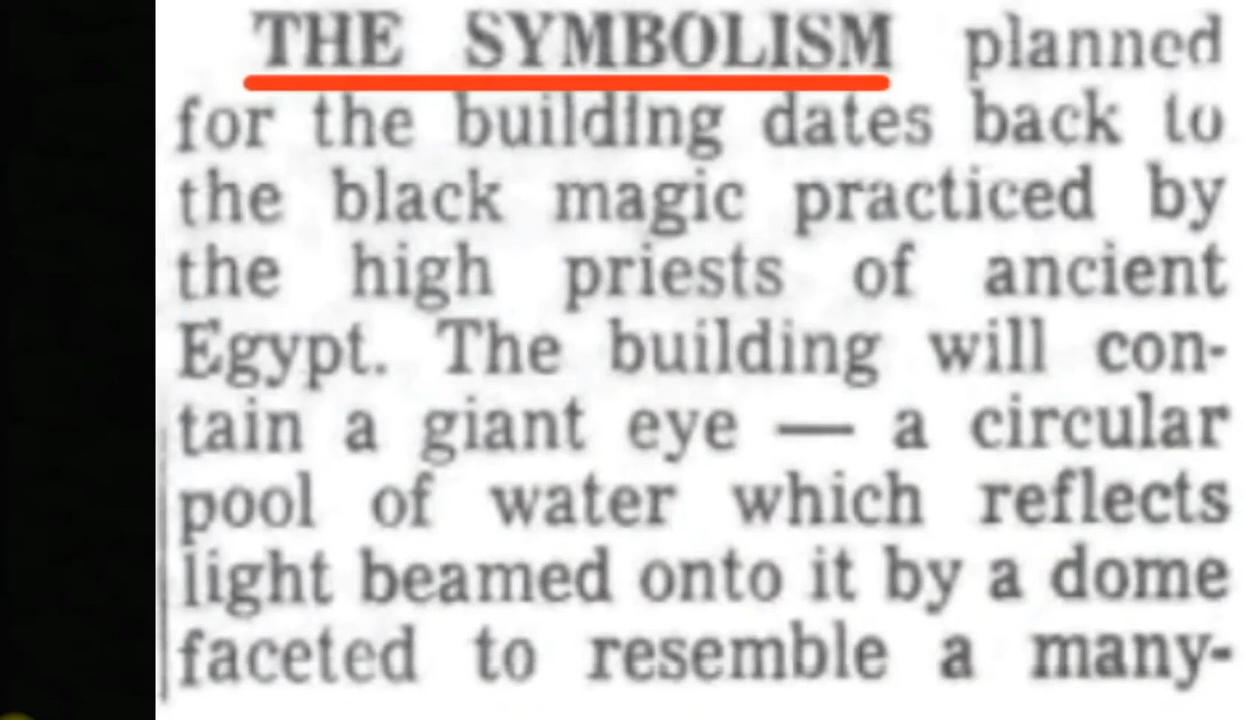 THE SYMBOLISM planned
for the building dates back to
the black magic practiced by
the high priests of ancient
Egypt. The building will con-
tain a giant eye — a circular
pool of water which reflects
light beamed onto it by a dome
faceted to resemble a many-